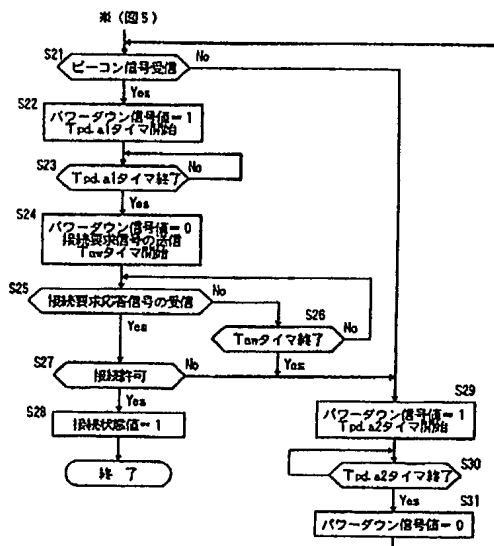 ※（図5）
S21
ビーコン信号受信
No
Yes
S22
パワーダウン信号値=1
Tpd.a1タイマ開始
S23
No
Tpd.a1タイマ終了
Yes
S24
パワーダウン信号値=0
接続要求信号の送信
Tawタイマ開始
S25
接続要求応答信号の受信
No
Yes
S26
Tawタイマ終了
No
Yes
S27
接続許可
No
Yes
S28
接続状態値=1
終了
S29
パワーダウン信号値=1
Tpd.a2タイマ開始
S30
Tpd.a2タイマ終了
Yes
S31
パワーダウン信号値=0